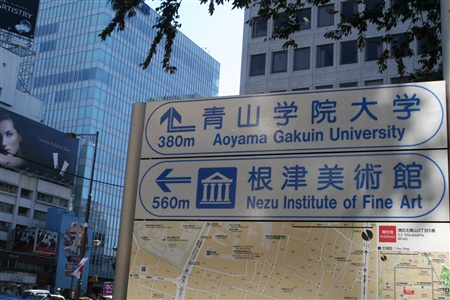 ARTISTRY
青山学院大学
380m Aoyama Gakuin University
根津美術館
560m Nezu Institute of Fine Art